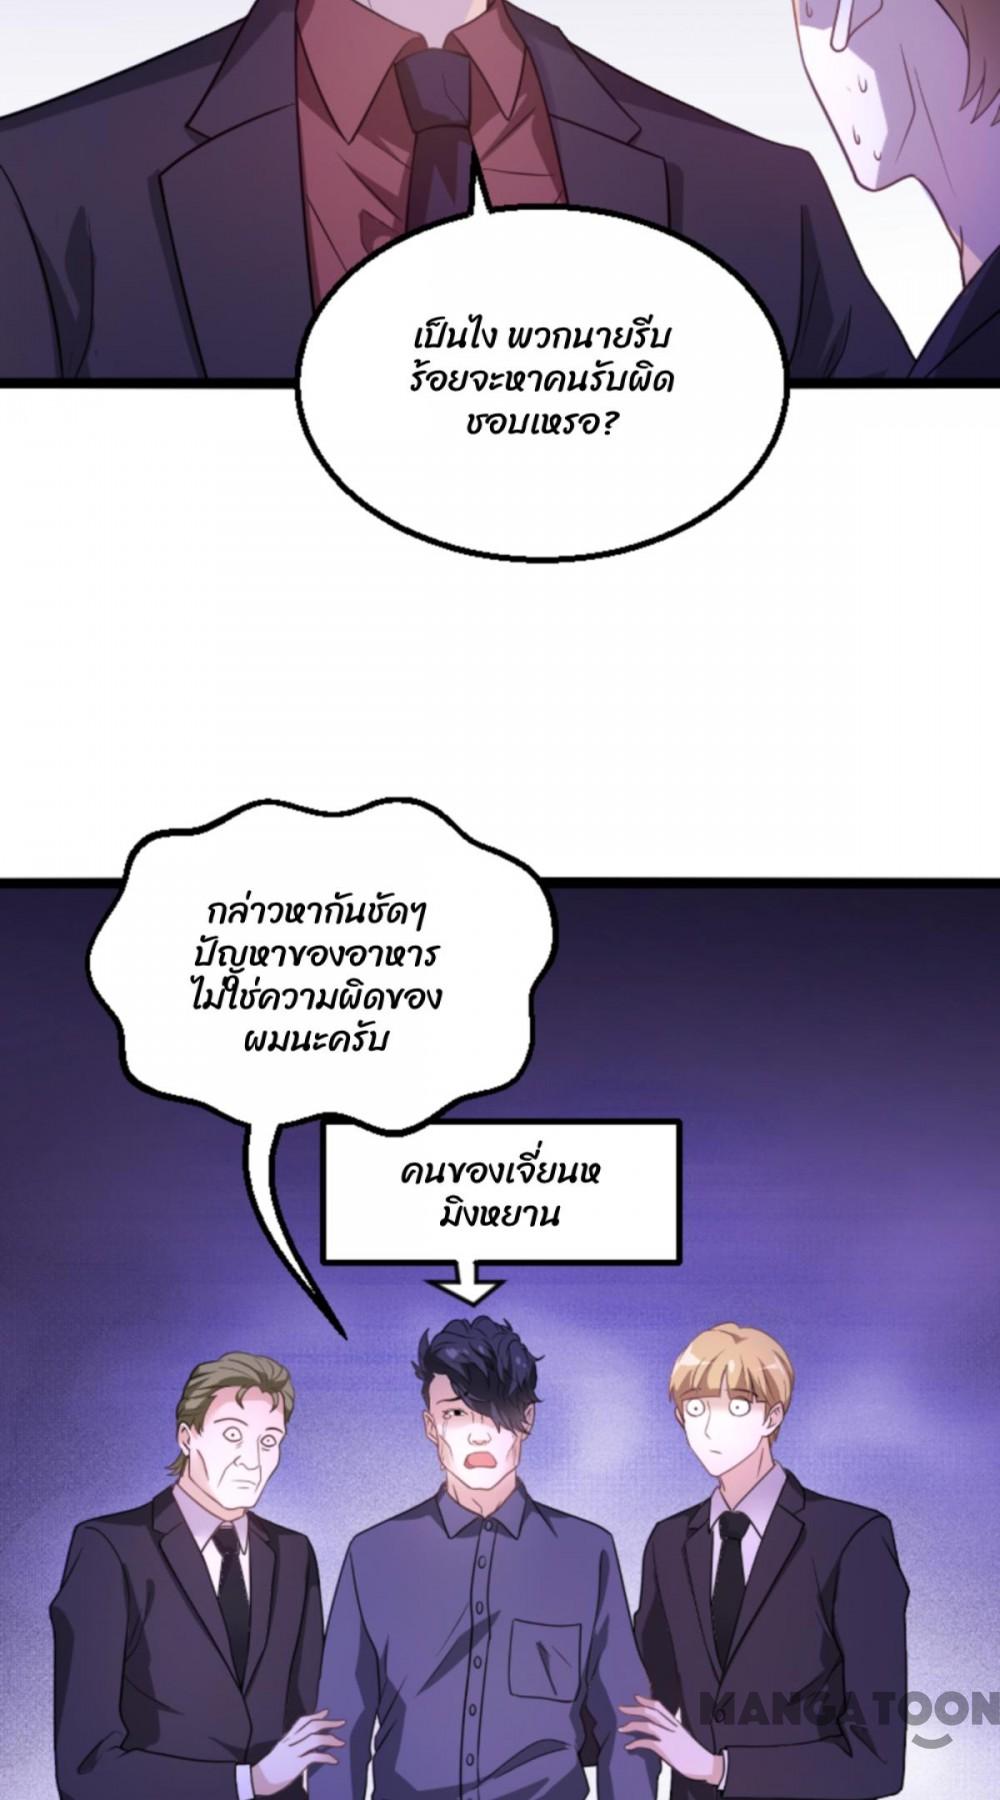 เป็นไง พวกนายรีบ
ร้อยจะหาคนรับผิด
ชอบเหรอ?
กล่าวหากันชัดๆ
ปัญหาของอาหาร
ไม่ใช่ความผิดของ
ผมนะครับ
คนของเจี่ยนห
มิงหยาน
MANGATOON